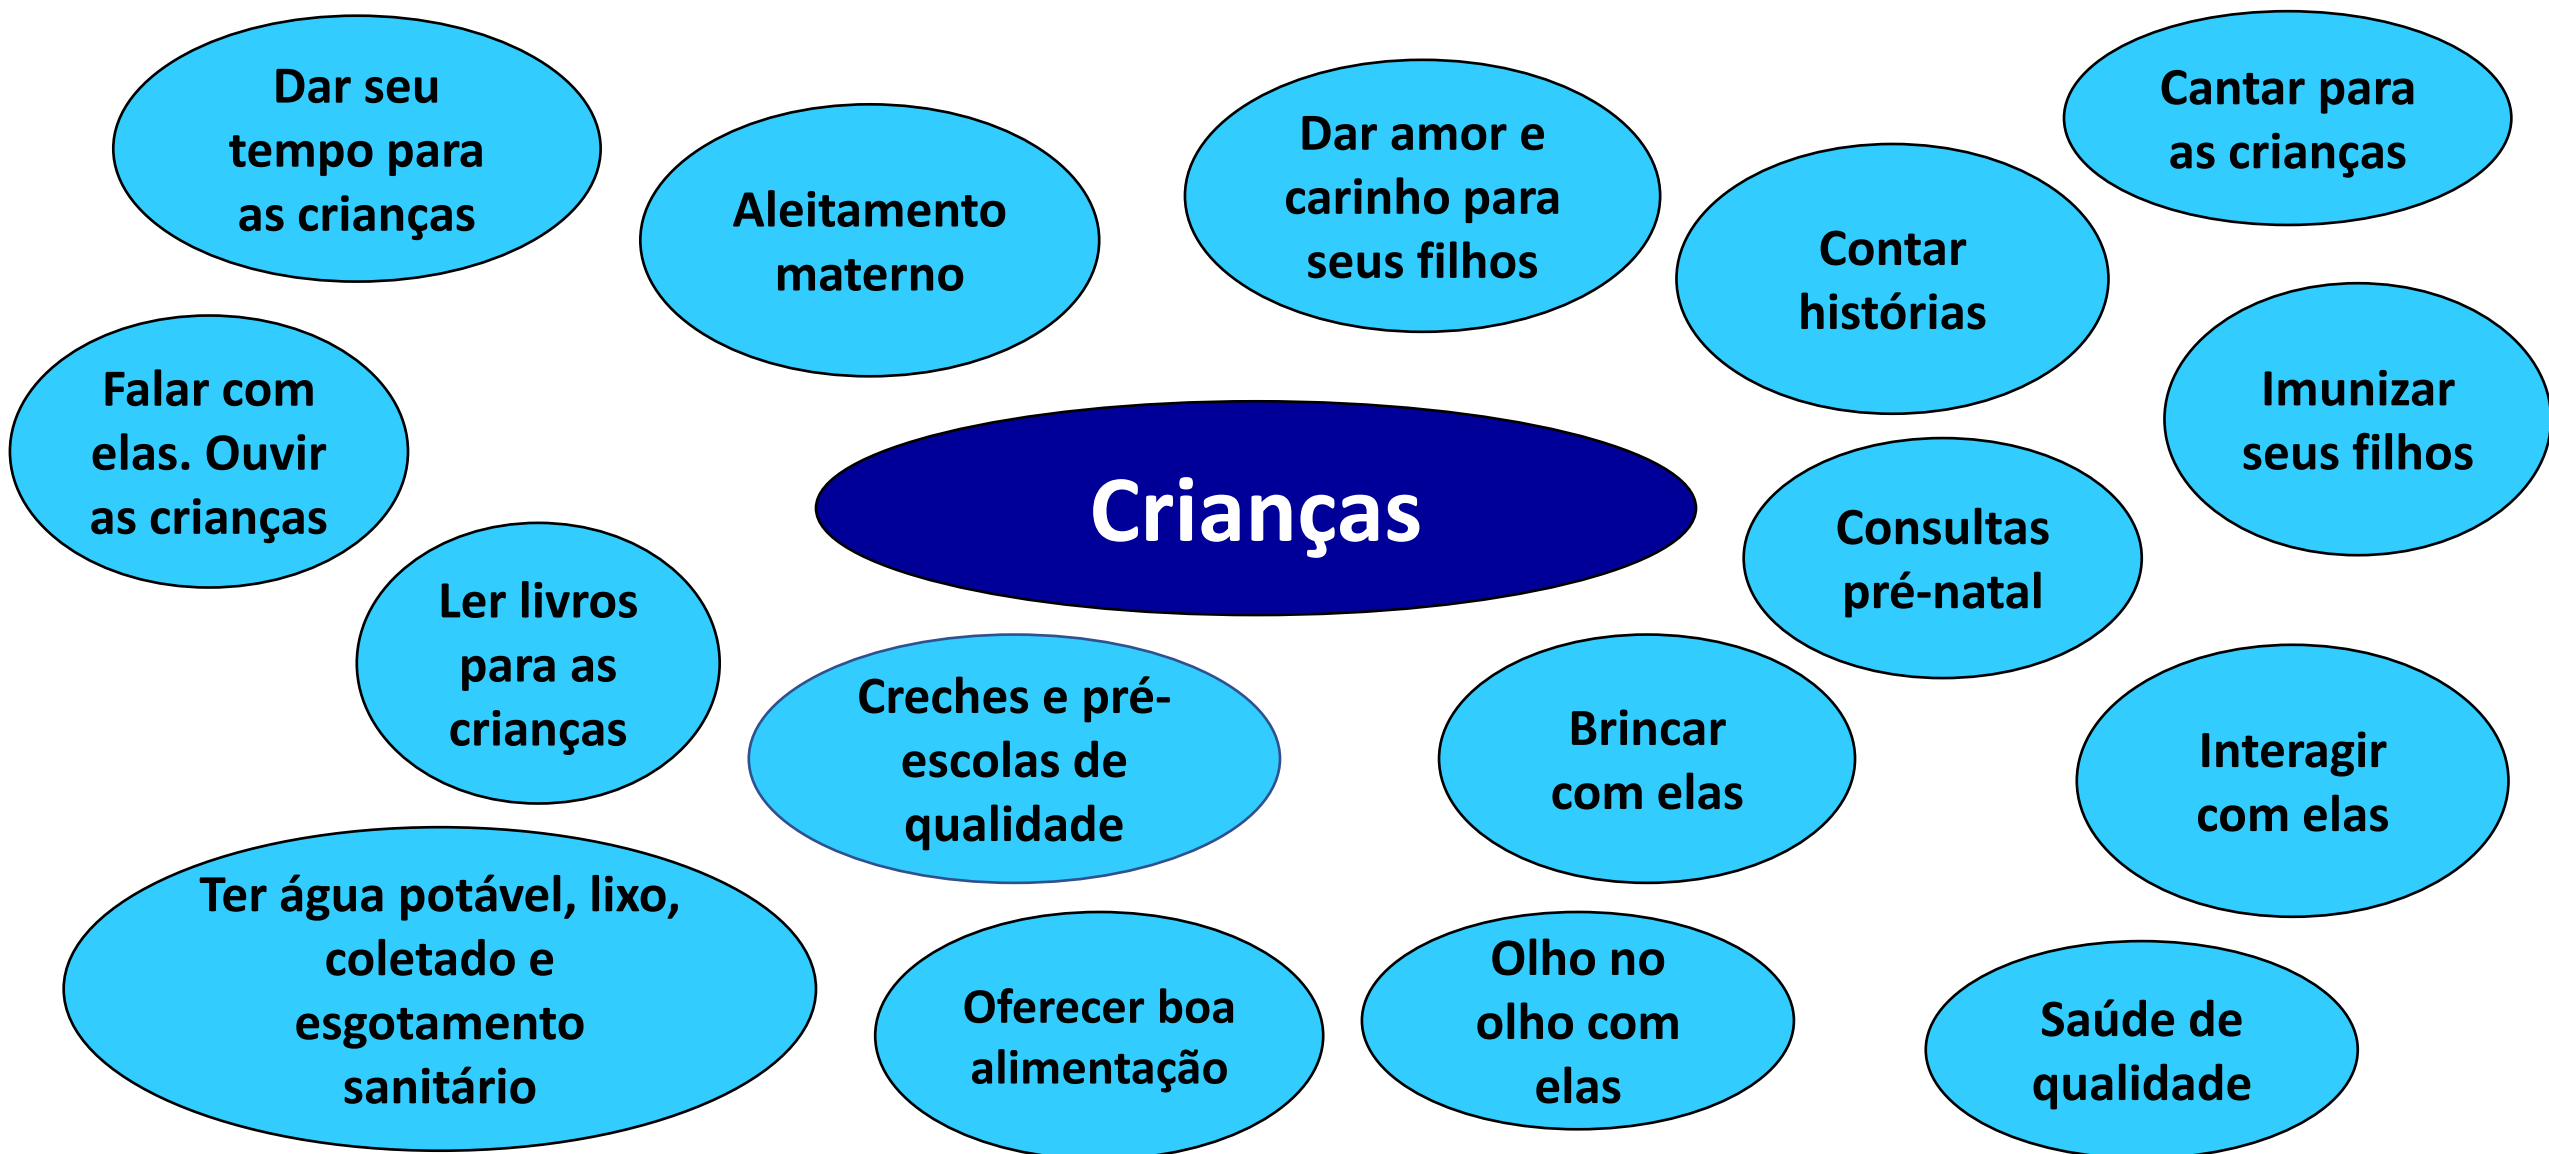 Dar seu
tempo para
as crianças
Aleitamento
materno
Dar amor e
carinho para
seus filhos
Contar
histórias
Cantar para
as crianças
Falar com
elas. Ouvir
as crianças
Imunizar
seus filhos
Crianças
Consultas
pré-natal
Ler livros
para as
crianças
Creches e pré-
escolas de
qualidade
Brincar
com elas
Interagir
com elas
Ter água potável, lixo,
coletado e
esgotamento
sanitário
Oferecer boa
alimentação
Olho no
olho com
elas
Saúde de
qualidade